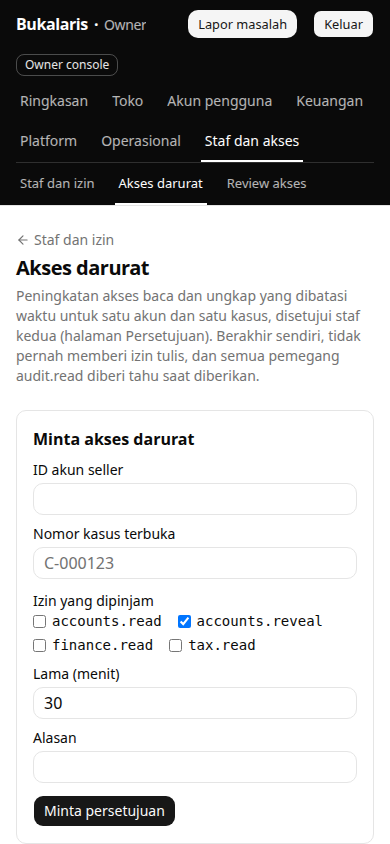 Bukalaris · Owner
Lapor masalah
Keluar
Owner console
Ringkasan Toko Akun pengguna Keuangan
Platform Operasional Staf dan akses
Staf dan izin Akses darurat Review akses
← Staf dan izin
Akses darurat
Peningkatan akses baca dan ungkap yang dibatasi
waktu untuk satu akun dan satu kasus, disetujui staf
kedua (halaman Persetujuan). Berakhir sendiri, tidak
pernah memberi izin tulis, dan semua pemegang
audit.read diberi tahu saat diberikan.
Minta akses darurat
ID akun seller
Nomor kasus terbuka
C-000123
Izin yang dipinjam
accounts.read accounts.reveal
finance.read tax.read
Lama (menit)
30
Alasan
Minta persetujuan